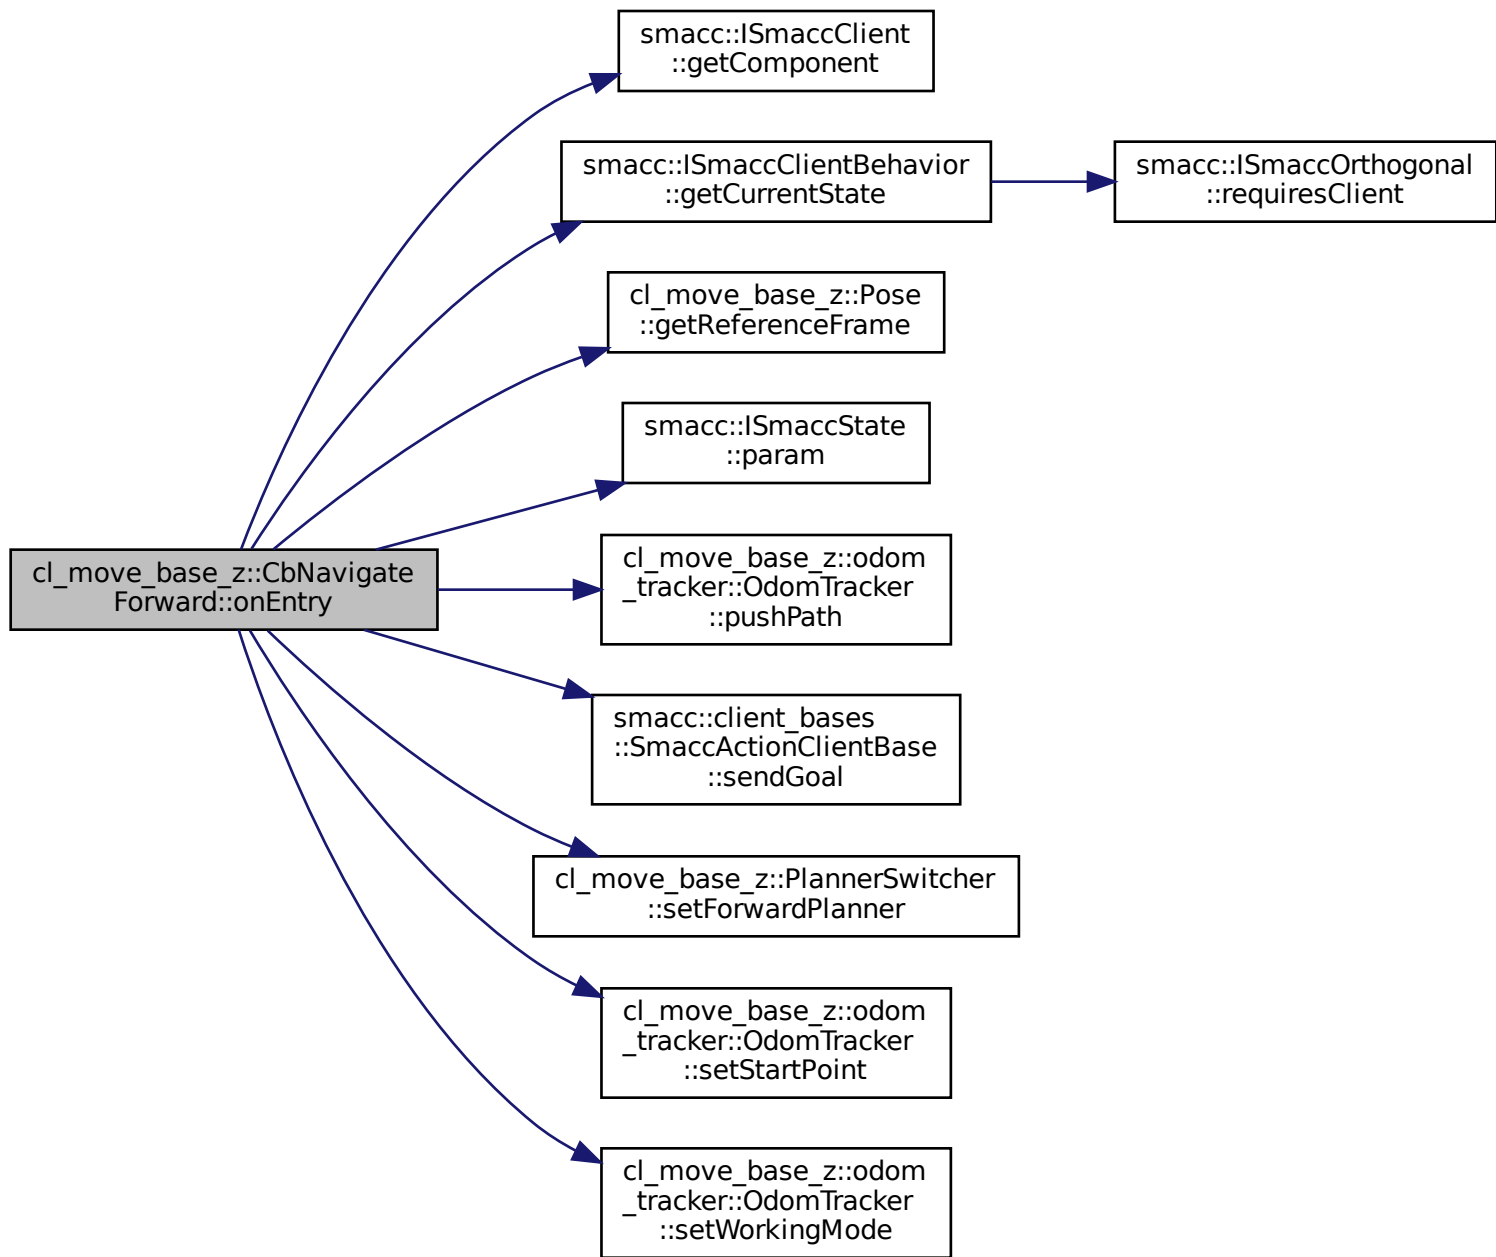 smacc::ISmaccClient
::getComponent
smacc::ISmaccClientBehavior
::getCurrentState
smacc::ISmaccOrthogonal
::requiresClient
cl_move_base_z::Pose
::getReferenceFrame
smacc::ISmaccState
::param
cl_move_base_z::CbNavigate
Forward::onEntry
cl_move_base_z::odom
_tracker::OdomTracker
::pushPath
smacc::client_bases
::SmaccActionClientBase
::sendGoal
cl_move_base_z::PlannerSwitcher
::setForwardPlanner
cl_move_base_z::odom
_tracker::OdomTracker
::setStartPoint
cl_move_base_z::odom
_tracker::OdomTracker
::setWorkingMode